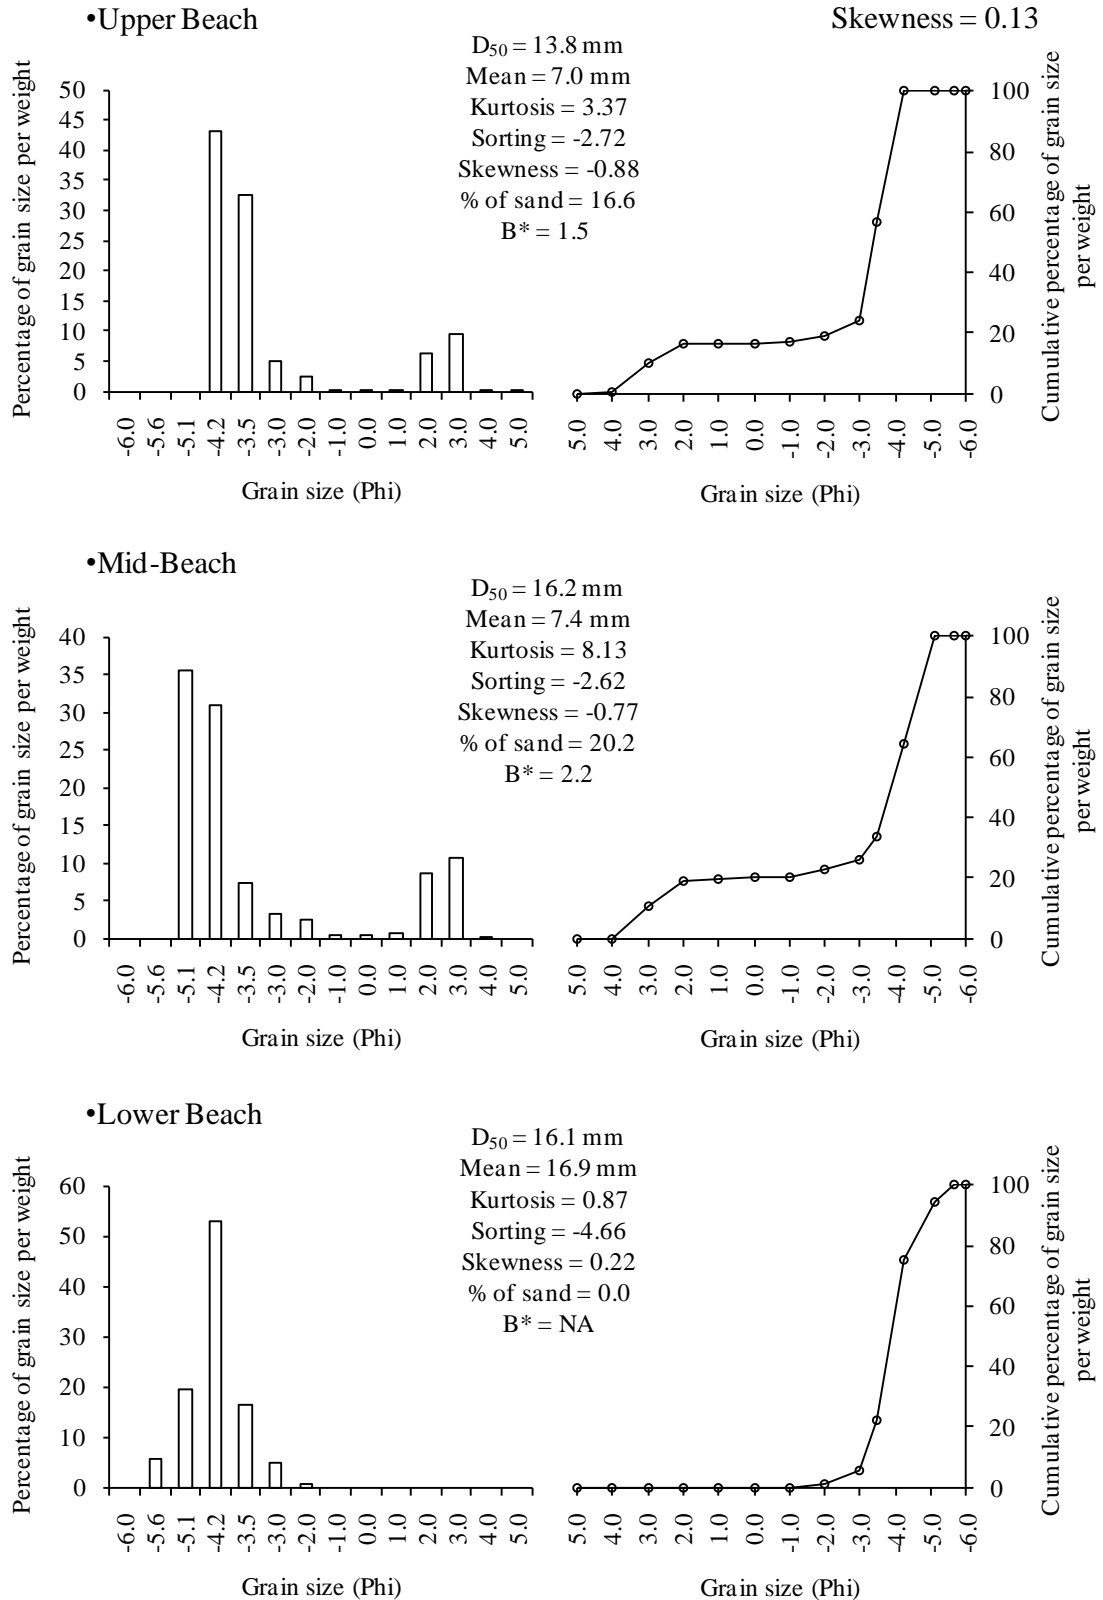 •Upper Beach
Skewness = 0.13
D₅₀ = 13.8 mm
Mean = 7.0 mm
Kurtosis = 3.37
Sorting = -2.72
Skewness = -0.88
% of sand = 16.6
B* = 1.5
Percentage of grain size per weight
50
45
40
35
30
25
20
15
10
5
0
-6.0 -5.6 -5.1 -4.2 -3.5 -3.0 -2.0 -1.0 0.0 1.0 2.0 3.0 4.0 5.0
Grain size (Phi)
100
80
60
40
20
0
Cumulative percentage of grain size
per weight
5.0 4.0 3.0 2.0 1.0 0.0 -1.0 -2.0 -3.0 -4.0 -5.0 -6.0
Grain size (Phi)
•Mid-Beach
D₅₀ = 16.2 mm
Mean = 7.4 mm
Kurtosis = 8.13
Sorting = -2.62
Skewness = -0.77
% of sand = 20.2
B* = 2.2
Percentage of grain size per weight
40
35
30
25
20
15
10
5
0
-6.0 -5.6 -5.1 -4.2 -3.5 -3.0 -2.0 -1.0 0.0 1.0 2.0 3.0 4.0 5.0
Grain size (Phi)
100
80
60
40
20
0
Cumulative percentage of grain size
per weight
5.0 4.0 3.0 2.0 1.0 0.0 -1.0 -2.0 -3.0 -4.0 -5.0 -6.0
Grain size (Phi)
•Lower Beach
D₅₀ = 16.1 mm
Mean = 16.9 mm
Kurtosis = 0.87
Sorting = -4.66
Skewness = 0.22
% of sand = 0.0
B* = NA
Percentage of grain size per weight
60
50
40
30
20
10
0
-6.0 -5.6 -5.1 -4.2 -3.5 -3.0 -2.0 -1.0 0.0 1.0 2.0 3.0 4.0 5.0
Grain size (Phi)
100
80
60
40
20
0
Cumulative percentage of grain size
per weight
5.0 4.0 3.0 2.0 1.0 0.0 -1.0 -2.0 -3.0 -4.0 -5.0 -6.0
Grain size (Phi)